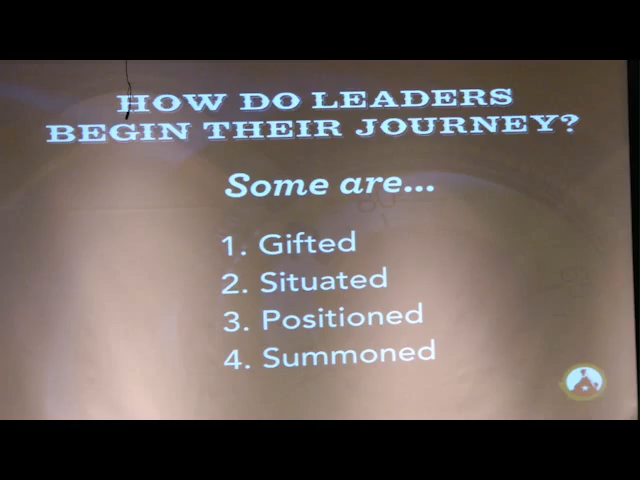 HOW DO LEADERS
BEGIN THEIR JOURNEY?
Some are...
1. Gifted
2. Situated
3. Positioned
4. Summoned